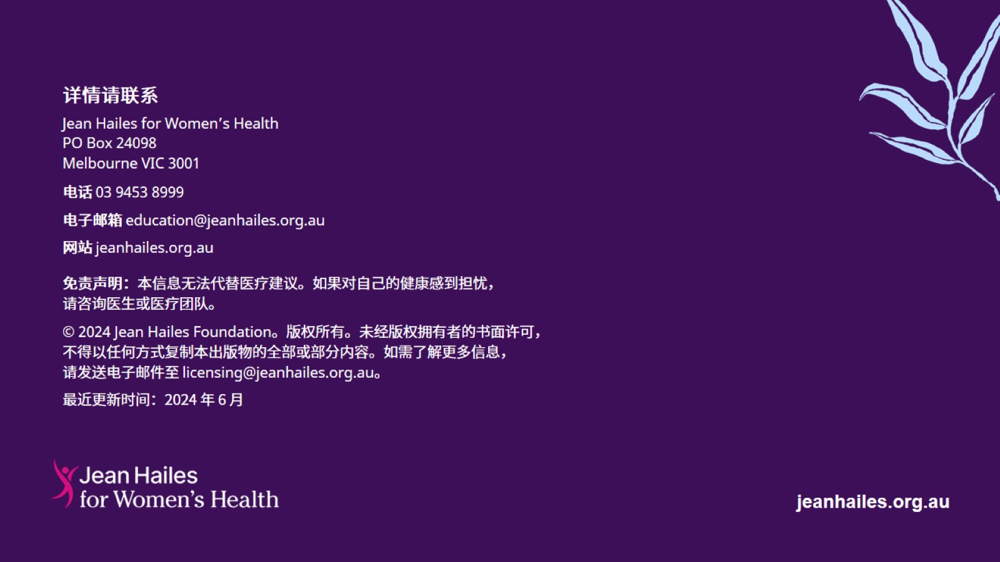 详情请联系
Jean Hailes for Women’s Health
PO Box 24098
Melbourne VIC 3001
电话 03 9453 8999
电子邮箱 education@jeanhailes.org.au
网站 jeanhailes.org.au
免责声明：本信息无法代替医疗建议。如果对自己的健康感到担忧，
请咨询医生或医疗团队。
© 2024 Jean Hailes Foundation。版权所有。未经版权拥有者的书面许可，
不得以任何方式复制本出版物的全部或部分内容。如需了解更多信息，
请发送电子邮件至 licensing@jeanhailes.org.au。
最近更新时间：2024 年 6 月
Jean Hailes
for Women’s Health
jeanhailes.org.au